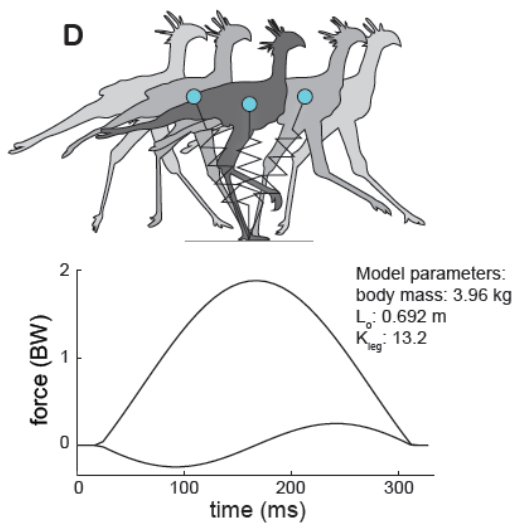 D
Model parameters:
body mass: 3.96 kg
Lo: 0.692 m
Kleg: 13.2
force (BW)
2
1
0
0 100 200 300
time (ms)